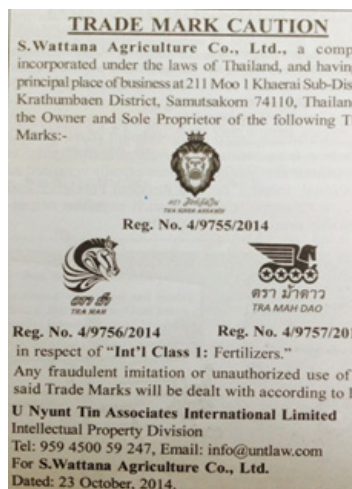 TRADE MARK CAUTION
S.Wattana Agriculture Co., Ltd., a comp
incorporated under the laws of Thailand, and having
principal place of business at 211 Moo 1 Khaerai Sub-Dis
Krathumbaen District, Samutsakorn 74110, Thailan
the Owner and Sole Proprietor of the following T
Marks:-
ตรา
Reg. No. 4/9755/2014
ตรา ม้า
TRA MAH
ตรา ม้าดาว
TRA MAH DAO
Reg. No. 4/9756/2014
Reg. No. 4/9757/201
in respect of “Int'l Class 1: Fertilizers.”
Any fraudulent imitation or unauthorized use of
said Trade Marks will be dealt with according to l
U Nyunt Tin Associates International Limited
Intellectual Property Division
Tel: 959 4500 59 247, Email: info@untlaw.com
For S.Wattana Agriculture Co., Ltd.
Dated: 23 October, 2014.